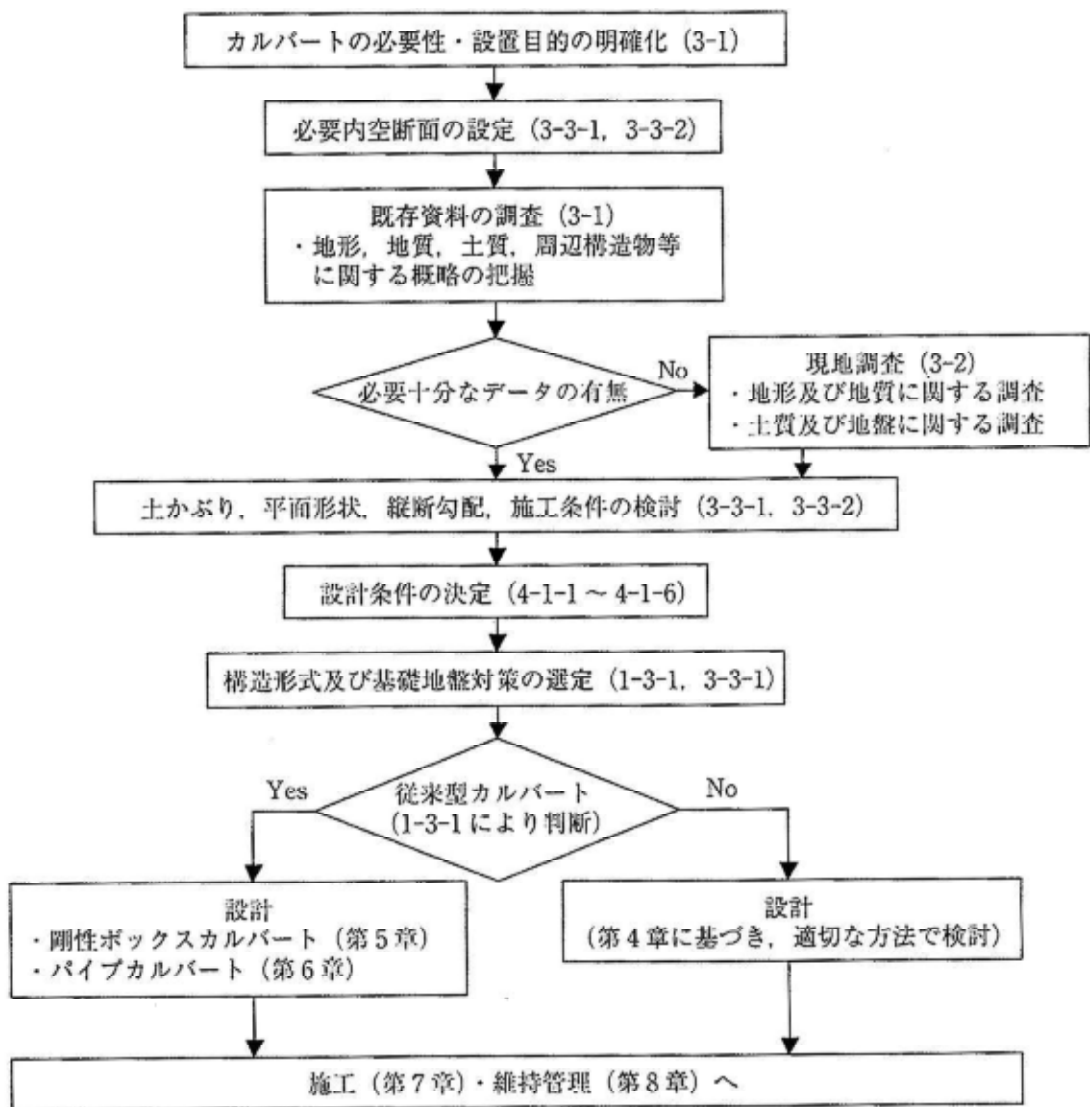 カルバートの必要性・設置目的の明確化 (3-1)
必要内空断面の設定 (3-3-1, 3-3-2)
既存資料の調査 (3-1)
・地形, 地質, 土質, 周辺構造物等
に関する概略の把握
必要十分なデータの有無
No
現地調査 (3-2)
・地形及び地質に関する調査
・土質及び地盤に関する調査
Yes
土かぶり, 平面形状, 縦断勾配, 施工条件の検討 (3-3-1, 3-3-2)
設計条件の決定 (4-1-1 ~ 4-1-6)
構造形式及び基礎地盤対策の選定 (1-3-1, 3-3-1)
Yes
従来型カルバート
(1-3-1 により判断)
No
設計
・剛性ボックスカルバート (第5章)
・パイプカルバート (第6章)
設計
(第4章に基づき, 適切な方法で検討)
施工 (第7章)・維持管理 (第8章) へ